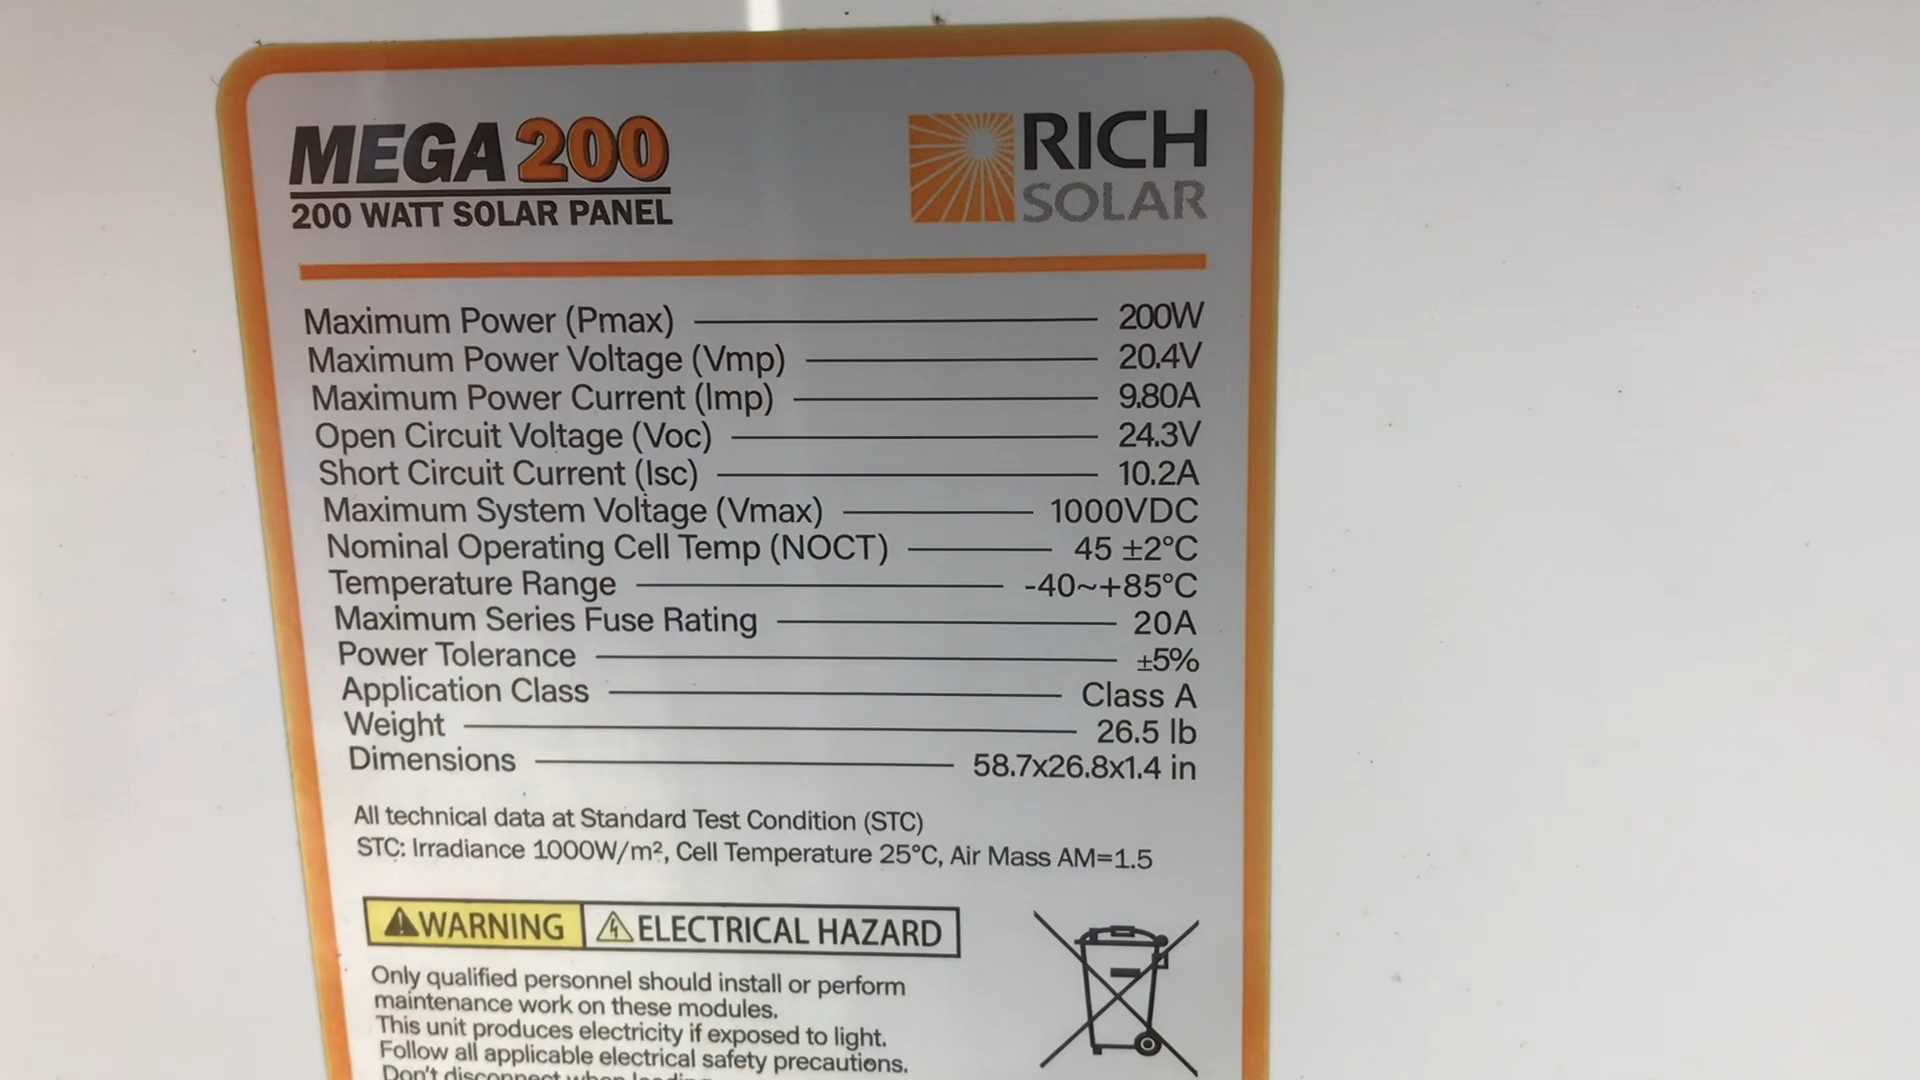 MEGA 200
200 WATT SOLAR PANEL
RICH
SOLAR
Maximum Power (Pmax) 200W
Maximum Power Voltage (Vmp) 20.4V
Maximum Power Current (Imp) 9.80A
Open Circuit Voltage (Voc) 24.3V
Short Circuit Current (Isc) 10.2A
Maximum System Voltage (Vmax) 1000VDC
Nominal Operating Cell Temp (NOCT) 45 ±2°C
Temperature Range -40~+85°C
Maximum Series Fuse Rating 20A
Power Tolerance ±5%
Application Class Class A
Weight 26.5 lb
Dimensions 58.7x26.8x1.4 in
All technical data at Standard Test Condition (STC)
STC: Irradiance 1000W/m², Cell Temperature 25°C, Air Mass AM=1.5
WARNING ELECTRICAL HAZARD
Only qualified personnel should install or perform
maintenance work on these modules.
This unit produces electricity if exposed to light.
Follow all applicable electrical safety precautions.
Don't disconnect when